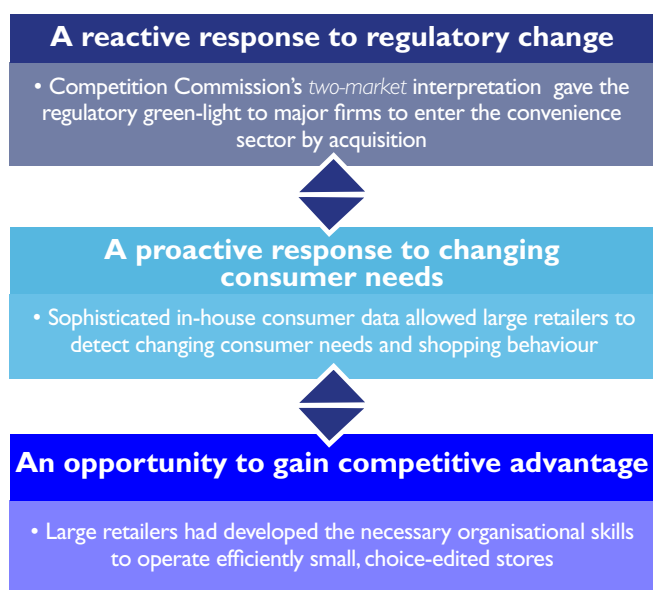 A reactive response to regulatory change
• Competition Commission's two-market interpretation gave the
regulatory green-light to major firms to enter the convenience
sector by acquisition
A proactive response to changing
consumer needs
• Sophisticated in-house consumer data allowed large retailers to
detect changing consumer needs and shopping behaviour
An opportunity to gain competitive advantage
• Large retailers had developed the necessary organisational skills
to operate efficiently small, choice-edited stores